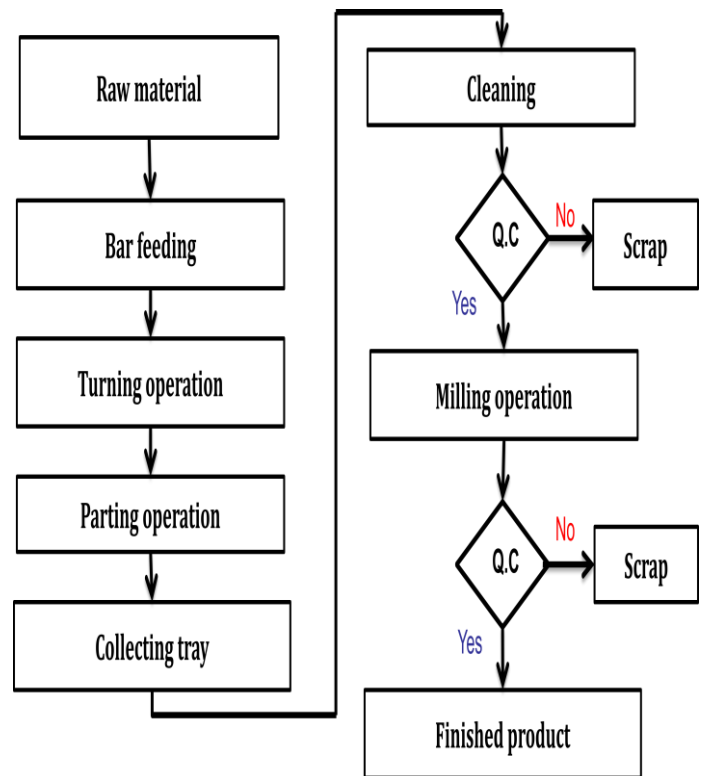 Raw material
Bar feeding
Turning operation
Parting operation
Collecting tray
Cleaning
Q.C
No
Scrap
Yes
Milling operation
Q.C
No
Scrap
Yes
Finished product